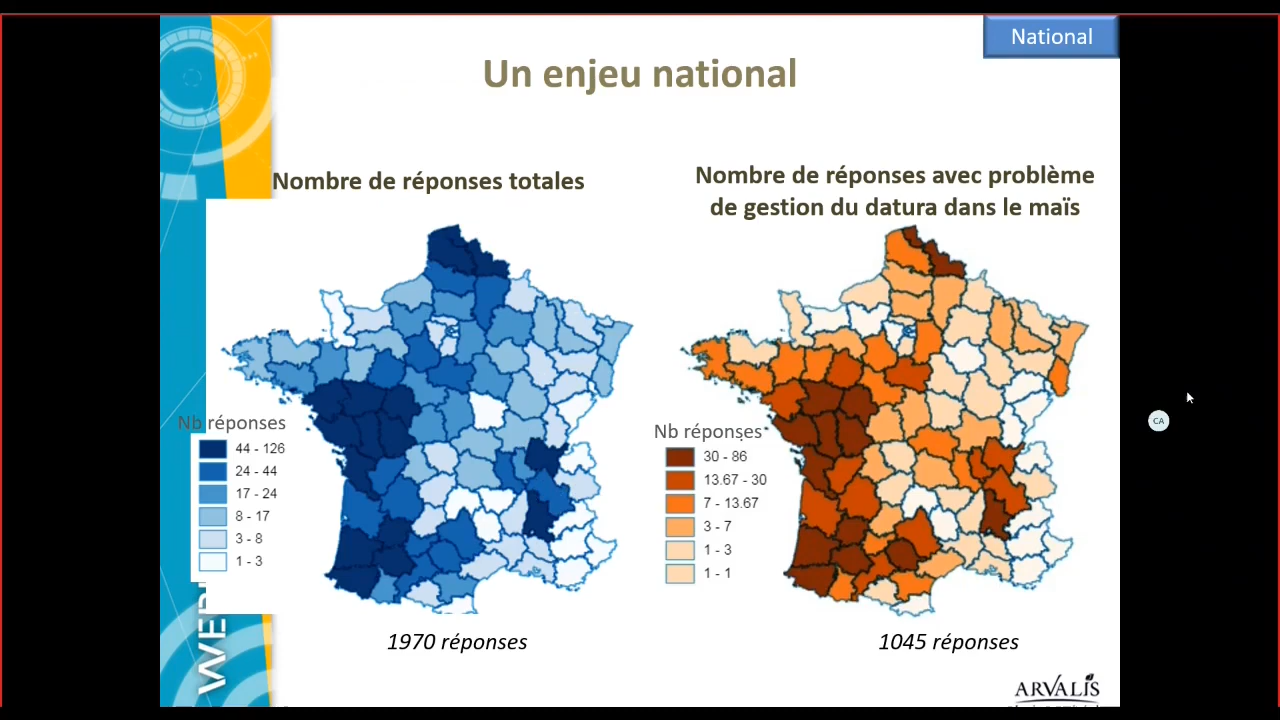 National
Un enjeu national
Nombre de réponses totales
Nb réponses
44 - 126
24 - 44
17 - 24
8 - 17
3 - 8
1 - 3
1970 réponses
Nombre de réponses avec problème
de gestion du datura dans le maïs
Nb réponses
30 - 86
13.67 - 30
7 - 13.67
3 - 7
1 - 3
1 - 1
1045 réponses
ARVALIS
CA